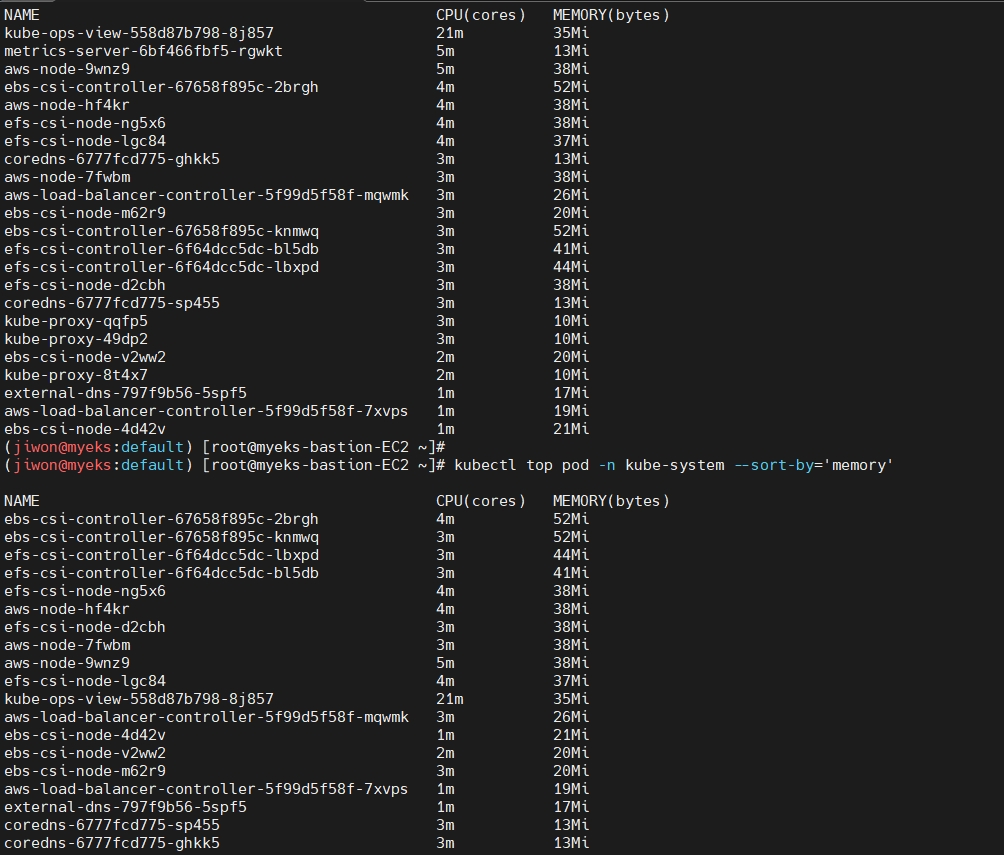 NAME CPU(cores) MEMORY(bytes)
kube-ops-view-558d87b798-8j857 21m 35Mi
metrics-server-6bf466fbf5-rgwkt 5m 13Mi
aws-node-9wnz9 5m 38Mi
ebs-csi-controller-67658f895c-2brgh 4m 52Mi
aws-node-hf4kr 4m 38Mi
efs-csi-node-ng5x6 4m 38Mi
efs-csi-node-lgc84 4m 37Mi
coredns-6777fcd775-ghkk5 3m 13Mi
aws-node-7fwbm 3m 38Mi
aws-load-balancer-controller-5f99d5f58f-mqwmk 3m 26Mi
ebs-csi-node-m62r9 3m 20Mi
ebs-csi-controller-67658f895c-knmwq 3m 52Mi
efs-csi-controller-6f64dcc5dc-bl5db 3m 41Mi
efs-csi-controller-6f64dcc5dc-lbxpd 3m 44Mi
efs-csi-node-d2cbh 3m 38Mi
coredns-6777fcd775-sp455 3m 13Mi
kube-proxy-qqfp5 3m 10Mi
kube-proxy-49dp2 3m 10Mi
ebs-csi-node-v2ww2 2m 20Mi
kube-proxy-8t4x7 2m 10Mi
external-dns-797f9b56-5spf5 1m 17Mi
aws-load-balancer-controller-5f99d5f58f-7xvps 1m 19Mi
ebs-csi-node-4d42v 1m 21Mi
(jiwon@myeks:default) [root@myeks-bastion-EC2 ~]#
(jiwon@myeks:default) [root@myeks-bastion-EC2 ~]# kubectl top pod -n kube-system --sort-by='memory'
NAME CPU(cores) MEMORY(bytes)
ebs-csi-controller-67658f895c-2brgh 4m 52Mi
ebs-csi-controller-67658f895c-knmwq 3m 52Mi
efs-csi-controller-6f64dcc5dc-lbxpd 3m 44Mi
efs-csi-controller-6f64dcc5dc-bl5db 3m 41Mi
efs-csi-node-ng5x6 4m 38Mi
aws-node-hf4kr 4m 38Mi
efs-csi-node-d2cbh 3m 38Mi
aws-node-7fwbm 3m 38Mi
aws-node-9wnz9 5m 38Mi
efs-csi-node-lgc84 4m 37Mi
kube-ops-view-558d87b798-8j857 21m 35Mi
aws-load-balancer-controller-5f99d5f58f-mqwmk 3m 26Mi
ebs-csi-node-4d42v 1m 21Mi
ebs-csi-node-v2ww2 2m 20Mi
ebs-csi-node-m62r9 3m 20Mi
aws-load-balancer-controller-5f99d5f58f-7xvps 1m 19Mi
external-dns-797f9b56-5spf5 1m 17Mi
coredns-6777fcd775-sp455 3m 13Mi
coredns-6777fcd775-ghkk5 3m 13Mi